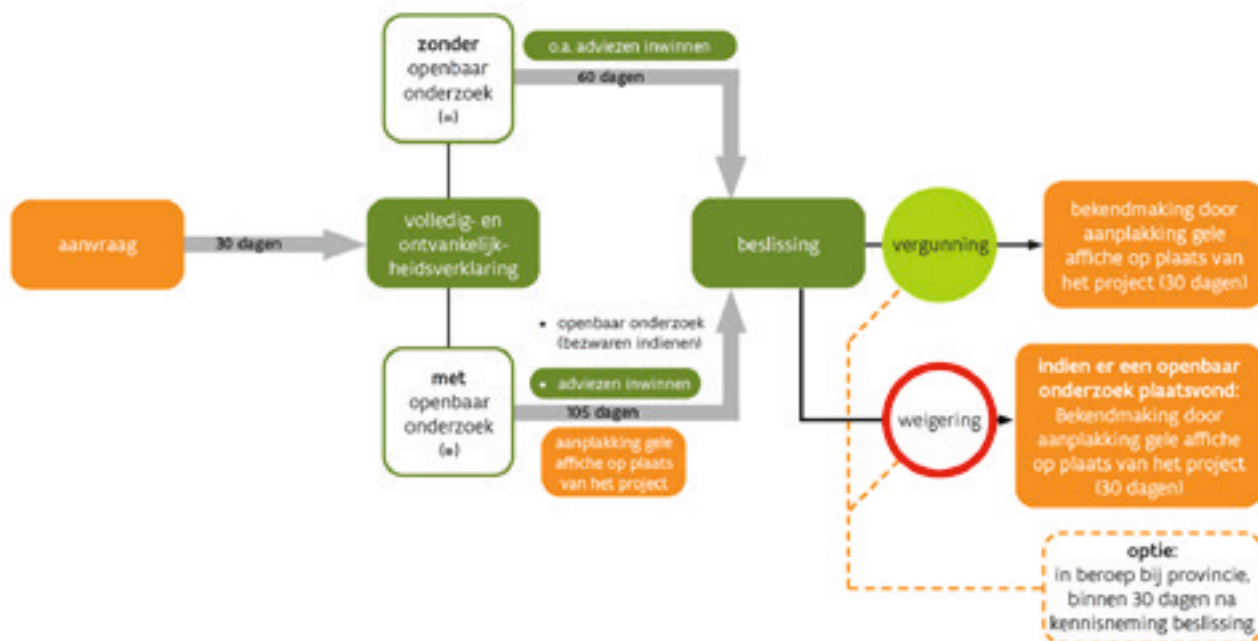 aanvraag
30 dagen
zonder
openbaar
onderzoek
volledig- en
ontvankelijk-
heidsverklaring
met
openbaar
onderzoek
o.a. adviezen inwinnen
60 dagen
• openbaar onderzoek
(bezwaren indienen)
• adviezen inwinnen
105 dagen
aanplakking gele
affiche op plaats
van het project
beslissing
vergunning
bekendmaking door
aanplakking gele
affiche op plaats van
het project (30 dagen)
weigering
indien er een openbaar
onderzoek plaatsvond:
Bekendmaking door
aanplakking gele affiche
op plaats van het project
(30 dagen)
optie:
in beroep bij provincie,
binnen 30 dagen na
kennisneming beslissing